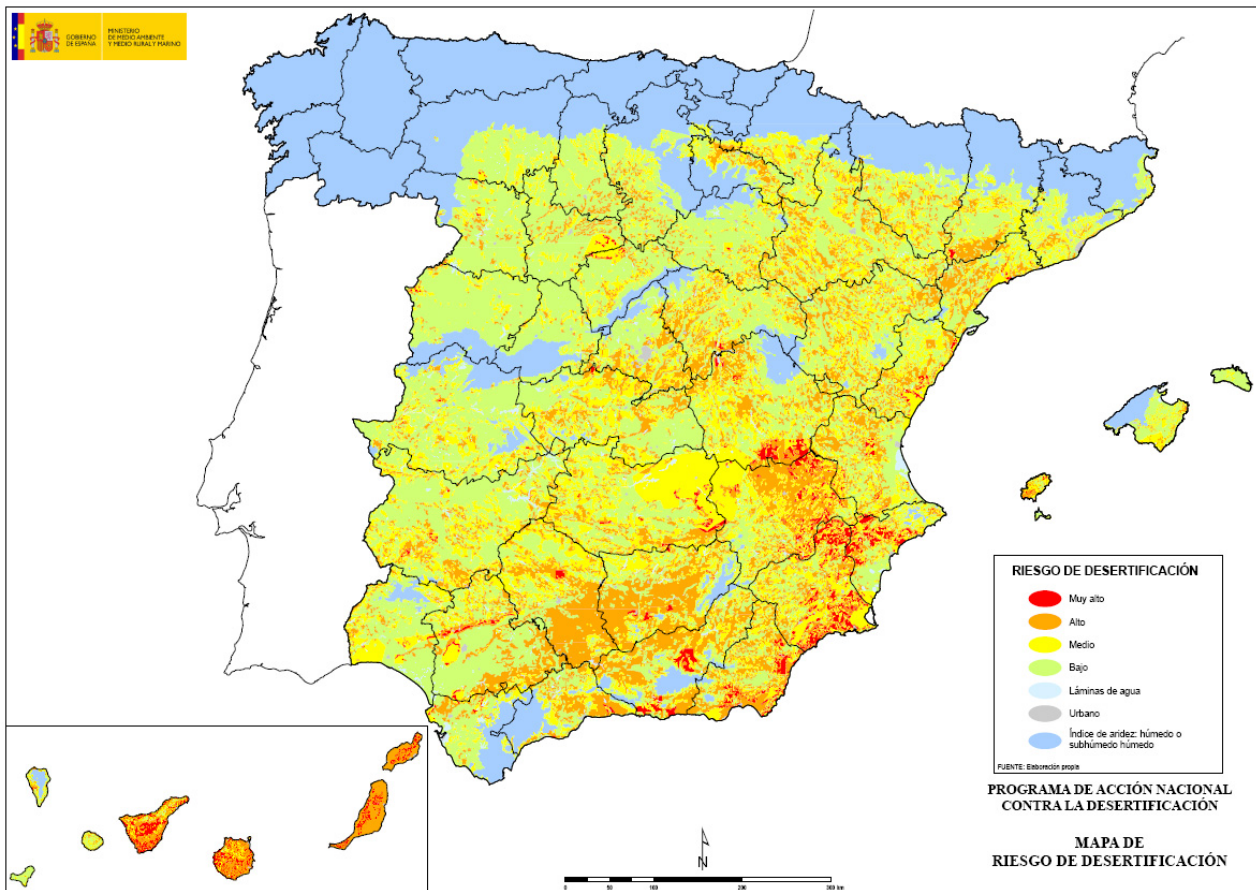 GOBIERNO
DE ESPAÑA
MINISTERIO
DE MEDIO AMBIENTE
Y MEDIO RURAL Y MARINO
RIESGO DE DESERTIFICACIÓN
Muy alto
Alto
Medio
Bajo
Láminas de agua
Urbano
Índice de aridez: húmedo o
subhúmedo húmedo
FUENTE: Elaboración propia
PROGRAMA DE ACCIÓN NACIONAL
CONTRA LA DESERTIFICACIÓN
MAPA DE
RIESGO DE DESERTIFICACIÓN
N
0 25 50 100 200 300 km